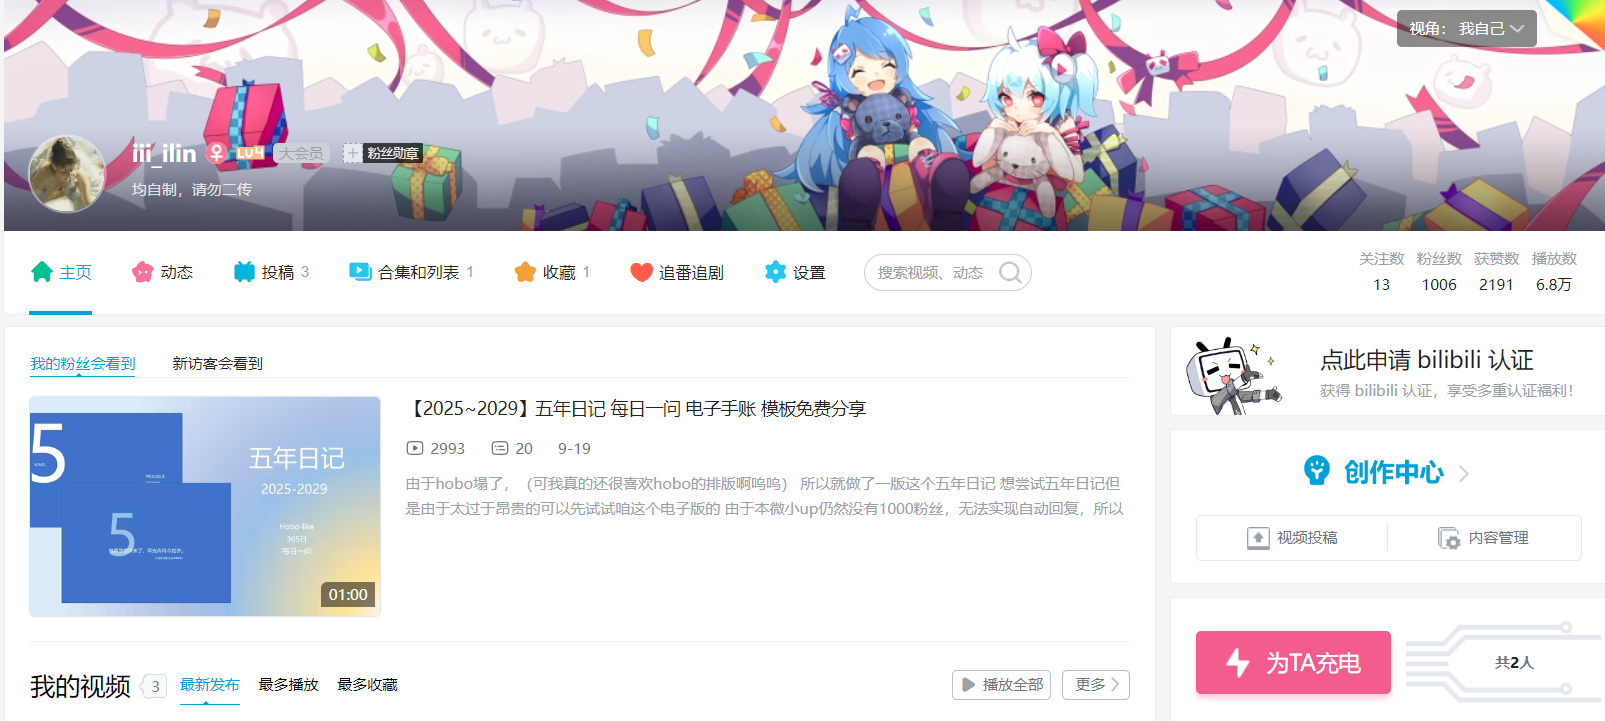 视角： 我自己
iii_ilin LV4 大会员 + 粉丝勋章
均自制，请勿二传
主页 动态 投稿 3 合集和列表 1 收藏 1 追番追剧 设置 搜索视频、动态
关注数 粉丝数 获赞数 播放数
13 1006 2191 6.8万
我的粉丝会看到 新访客会看到
【2025~2029】五年日记 每日一问 电子手账 模板免费分享
2993 20 9-19
由于hobo塌了，（可我真的还很喜欢hobo的排版啊呜呜） 所以就做了一版这个五年日记 想尝试五年日记但
是由于太过于昂贵的可以先试试咱这个电子版的 由于本微小up仍然没有1000粉丝，无法实现自动回复，所以
5
五年日记
2025-2029
5
Hobo-like
365日
每日一问
01:00
我的视频 3 最新发布 最多播放 最多收藏 播放全部 更多
点此申请 bilibili 认证
获得 bilibili 认证，享受多重认证福利!
创作中心
视频投稿 内容管理
为TA充电 共2人